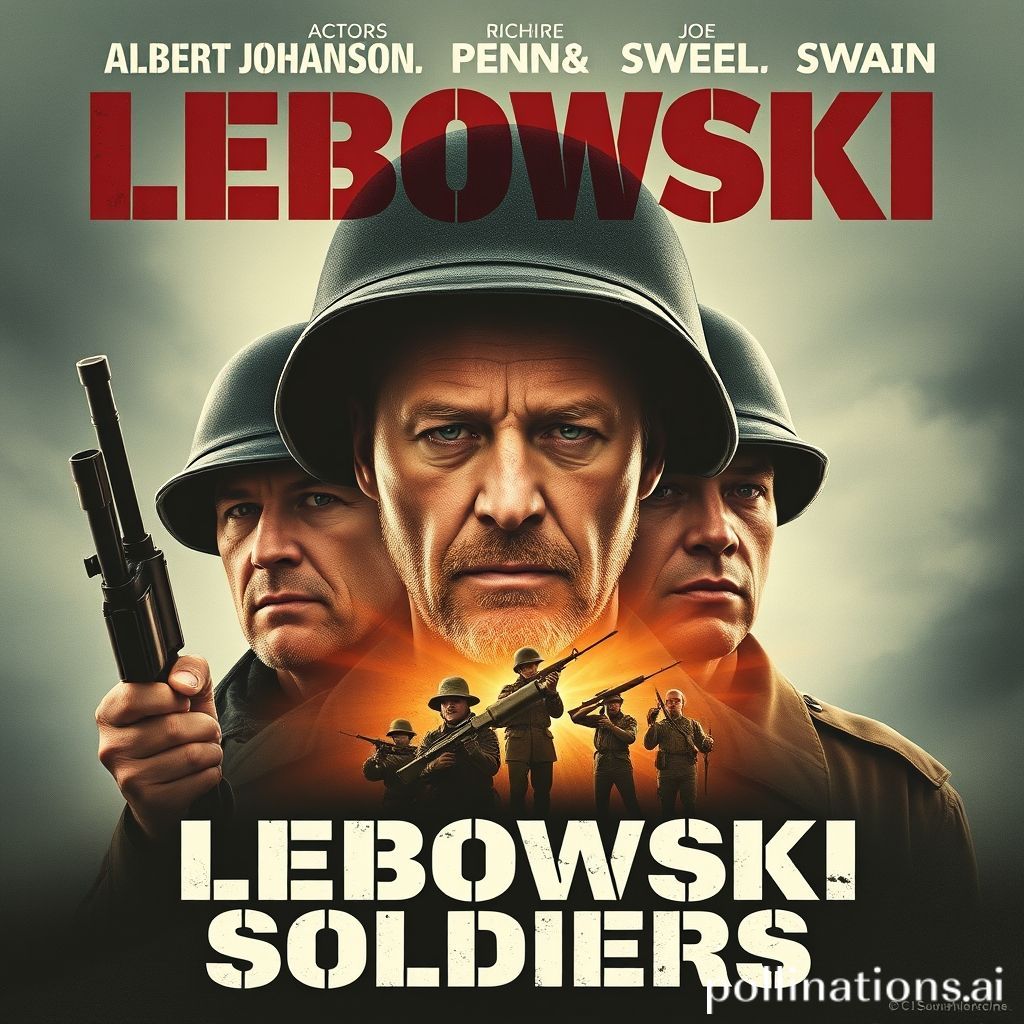 ACTORS RICHIRE JOE
ALBERT JOHANSON. PENN& SWEEL. SWAIN
LEBOWSKI
LEBOWSKI
SOLDIERS
pollinations.ai